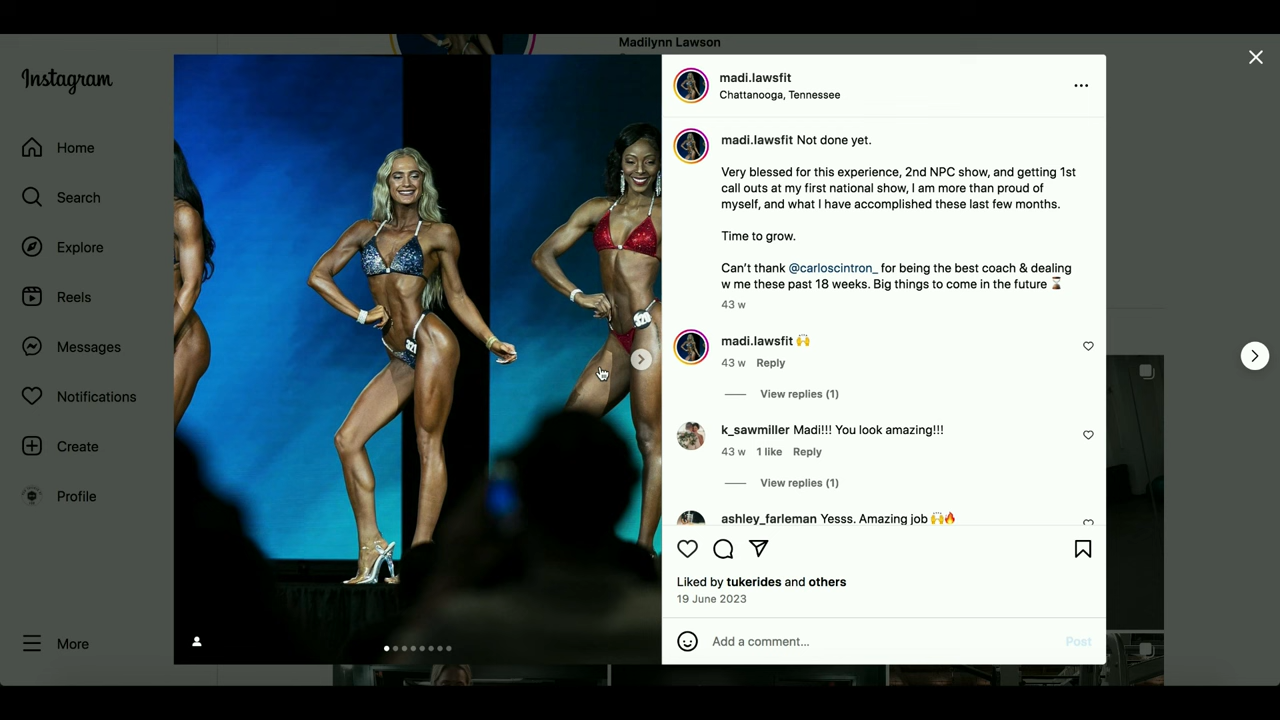 Madilynn Lawson
Instagram
Home
Search
Explore
Reels
Messages
Notifications
Create
Profile
More
madi.lawsfit
Chattanooga, Tennessee
madi.lawsfit Not done yet.
Very blessed for this experience, 2nd NPC show, and getting 1st
call outs at my first national show, I am more than proud of
myself, and what I have accomplished these last few months.
Time to grow.
Can’t thank @carloscintron_ for being the best coach & dealing
w me these past 18 weeks. Big things to come in the future ⏳
43 w
madi.lawsfit 🙌
43 w Reply
View replies (1)
k_sawmiller Madi!!! You look amazing!!!
43 w 1 like Reply
View replies (1)
ashley_farleman Yesss. Amazing job 🙌🔥
Liked by tukerides and others
19 June 2023
Add a comment...
Post